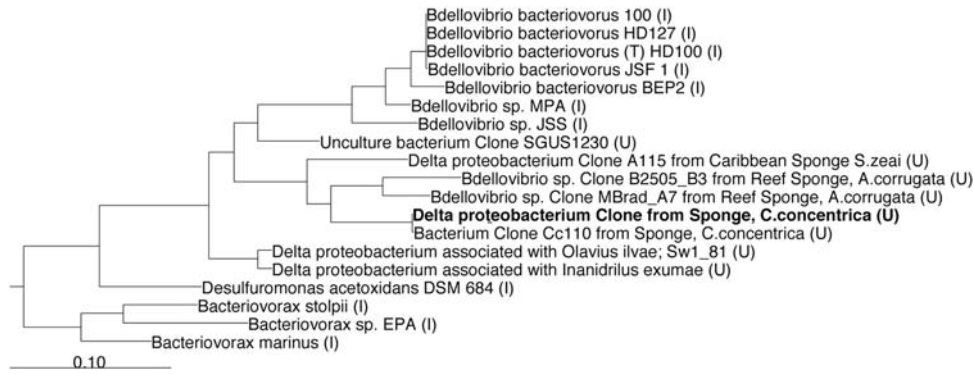 Bdellovibrio bacteriovorus 100 (I)
Bdellovibrio bacteriovorus HD127 (I)
Bdellovibrio bacteriovorus (T) HD100 (I)
Bdellovibrio bacteriovorus JSF 1 (I)
Bdellovibrio bacteriovorus BEP2 (I)
Bdellovibrio sp. MPA (I)
Bdellovibrio sp. JSS (I)
Unculture bacterium Clone SGUS1230 (U)
Delta proteobacterium Clone A115 from Caribbean Sponge S.zeai (U)
Bdellovibrio sp. Clone B2505_B3 from Reef Sponge, A.corrugata (U)
Bdellovibrio sp. Clone MBrad_A7 from Reef Sponge, A.corrugata (U)
Delta proteobacterium Clone from Sponge, C.concentrica (U)
Bacterium Clone Cc110 from Sponge, C.concentrica (U)
Delta proteobacterium associated with Olavius ilvae; Sw1_81 (U)
Delta proteobacterium associated with Inanidrilus exumae (U)
Desulfuromonas acetoxidans DSM 684 (I)
Bacteriovorax stolpii (I)
Bacteriovorax sp. EPA (I)
Bacteriovorax marinus (I)
0.10